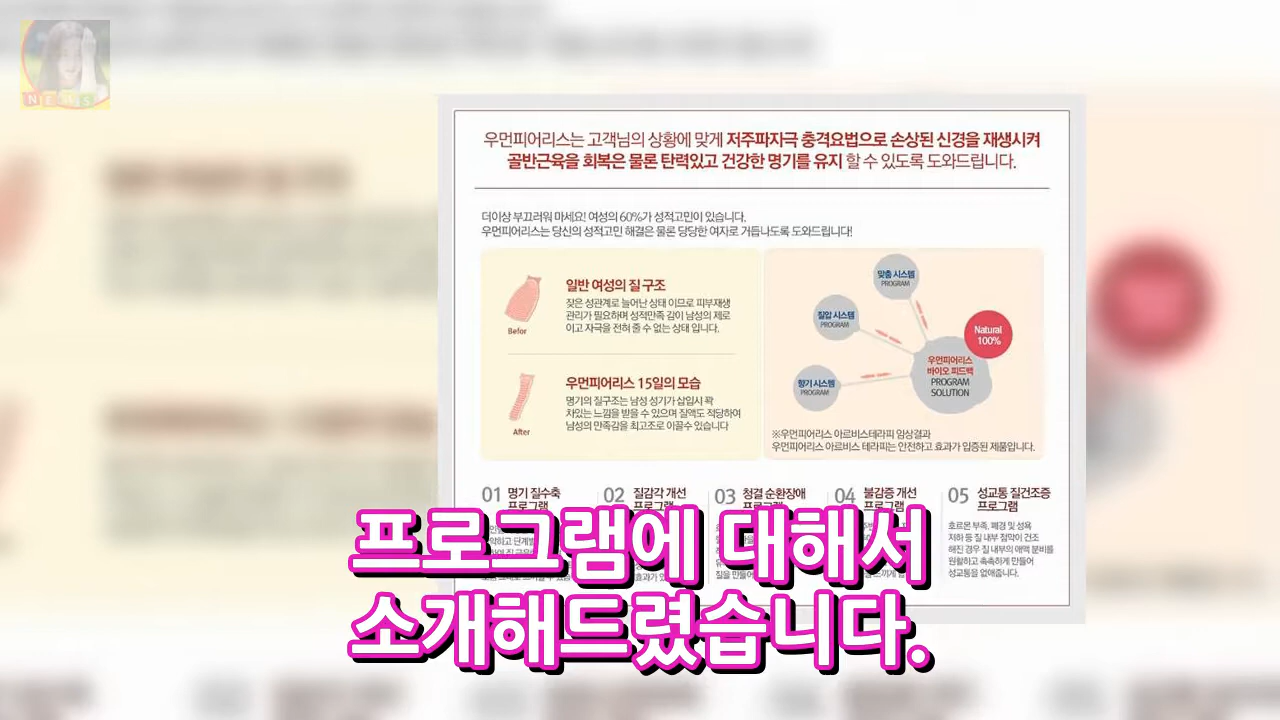 NEWS
우먼피어리스는 고객님의 상황에 맞게 저주파자극 충격요법으로 손상된 신경을 재생시켜
골반근육을 회복은 물론 탄력있고 건강한 명기를 유지 할 수 있도록 도와드립니다.
더이상 부끄러워 마세요! 여성의 60%가 성적고민이 있습니다.
우먼피어리스는 당신의 성적고민 해결은 물론 당당한 여자로 거듭나도록 도와드립니다!
일반 여성의 질 구조
잦은 성관계로 늘어난 상태 이므로 피부재생
관리가 필요하며 성적만족 감이 남성의 제로
이고 자극을 전혀 줄 수 없는 상태 입니다.
Befor
우먼피어리스 15일의 모습
명기의 질구조는 남성 성기가 삽입시 꽉
차있는 느낌을 받을 수 있으며 질액도 적당하여
남성의 만족감을 최고조로 이끌수 있습니다
After
맞춤 시스템
PROGRAM
질압 시스템
PROGRAM
향기 시스템
PROGRAM
Natural
100%
우먼피어리스
바이오 피드백
PROGRAM
SOLUTION
※우먼피어리스 아르비스테라피 임상결과
우먼피어리스 아르비스 테라피는 안전하고 효과가 입증된 제품입니다.
01 명기 질수축
프로그램
02 질감각 개선
프로그램
03 청결 순환장애
프로그램
04 불감증 개선
프로그램
05 성교통 질건조증
프로그램
호르몬 부족, 폐경 및 성욕
저하 등 질 내부 점막이 건조
해진 경우 질 내부의 애액 분비를
원활하고 촉촉하게 만들어
성교통을 없애줍니다.
프로그램에 대해서
소개해드렸습니다.